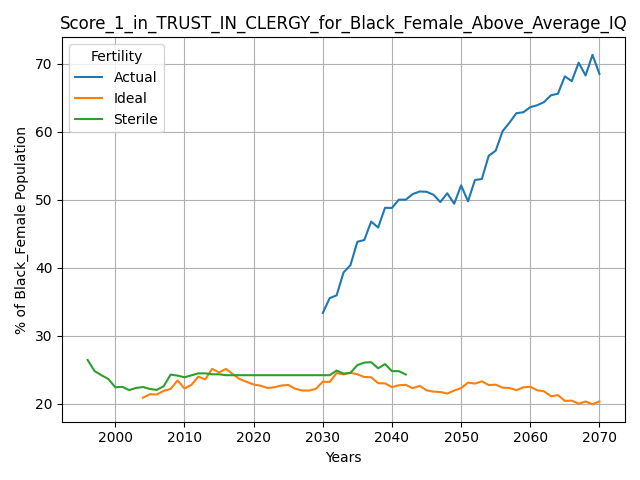 Score_1_in_TRUST_IN_CLERGY_for_Black_Female_Above_Average_IQ
Fertility
Actual
Ideal
Sterile
% of Black_Female Population
70
60
50
40
30
20
2000
2010
2020
2030
2040
2050
2060
2070
Years